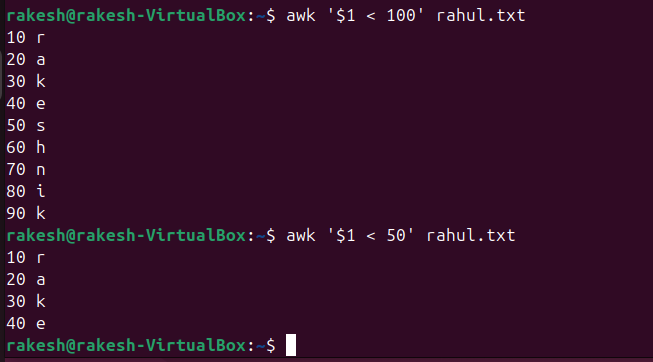 rakesh@rakesh-VirtualBox:~$ awk '$1 < 100' rahul.txt
10 r
20 a
30 k
40 e
50 s
60 h
70 n
80 i
90 k
rakesh@rakesh-VirtualBox:~$ awk '$1 < 50' rahul.txt
10 r
20 a
30 k
40 e
rakesh@rakesh-VirtualBox:~$